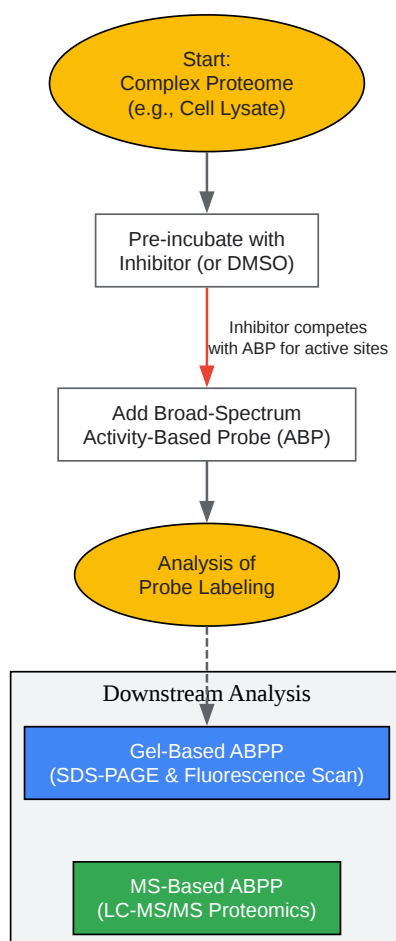 Start:
Complex Proteome
(e.g., Cell Lysate)
Pre-incubate with
Inhibitor (or DMSO)
Inhibitor competes
with ABP for active sites
Add Broad-Spectrum
Activity-Based Probe (ABP)
Analysis of
Probe Labeling
Downstream Analysis
Gel-Based ABPP
(SDS-PAGE & Fluorescence Scan)
MS-Based ABPP
(LC-MS/MS Proteomics)